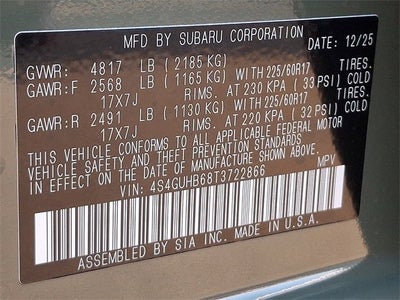 MFD BY SUBARU CORPORATION DATE: 12/25
GVWR: 4817 LB (2185 KG)
GAWR:F 2568 LB (1165 KG) WITH 225/60R17 TIRES.
17X7J RIMS. AT 230 KPA (33 PSI) COLD
GAWR:R 2491 LB (1130 KG) WITH 225/60R17 TIRES.
17X7J RIMS. AT 220 KPA (32 PSI) COLD
THIS VEHICLE CONFORMS TO ALL APPLICABLE FEDERAL MOTOR
VEHICLE SAFETY AND THEFT PREVENTION STANDARDS
IN EFFECT ON THE DATE OF MANUFACTURE SHOWN ABOVE.
VIN: 4S4GUHB68T3722866 MPV
ASSEMBLED BY SIA INC. MADE IN U.S.A.